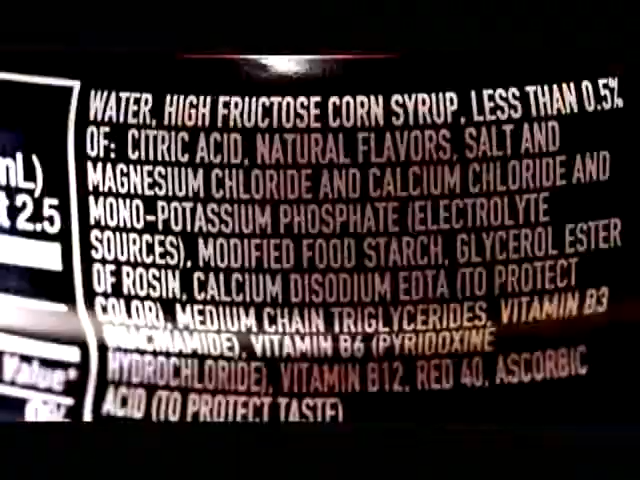 WATER, HIGH FRUCTOSE CORN SYRUP, LESS THAN 0.5%
OF: CITRIC ACID, NATURAL FLAVORS, SALT AND
MAGNESIUM CHLORIDE AND CALCIUM CHLORIDE AND
MONO-POTASSIUM PHOSPHATE (ELECTROLYTE
SOURCES), MODIFIED FOOD STARCH, GLYCEROL ESTER
OF ROSIN, CALCIUM DISODIUM EDTA (TO PROTECT
COLOR), MEDIUM CHAIN TRIGLYCERIDES, VITAMIN B3
(NIACINAMIDE), VITAMIN B6 (PYRIDOXINE
HYDROCHLORIDE), VITAMIN B12, RED 40, ASCORBIC
ACID (TO PROTECT TASTE)
mL)
2.5
Value*